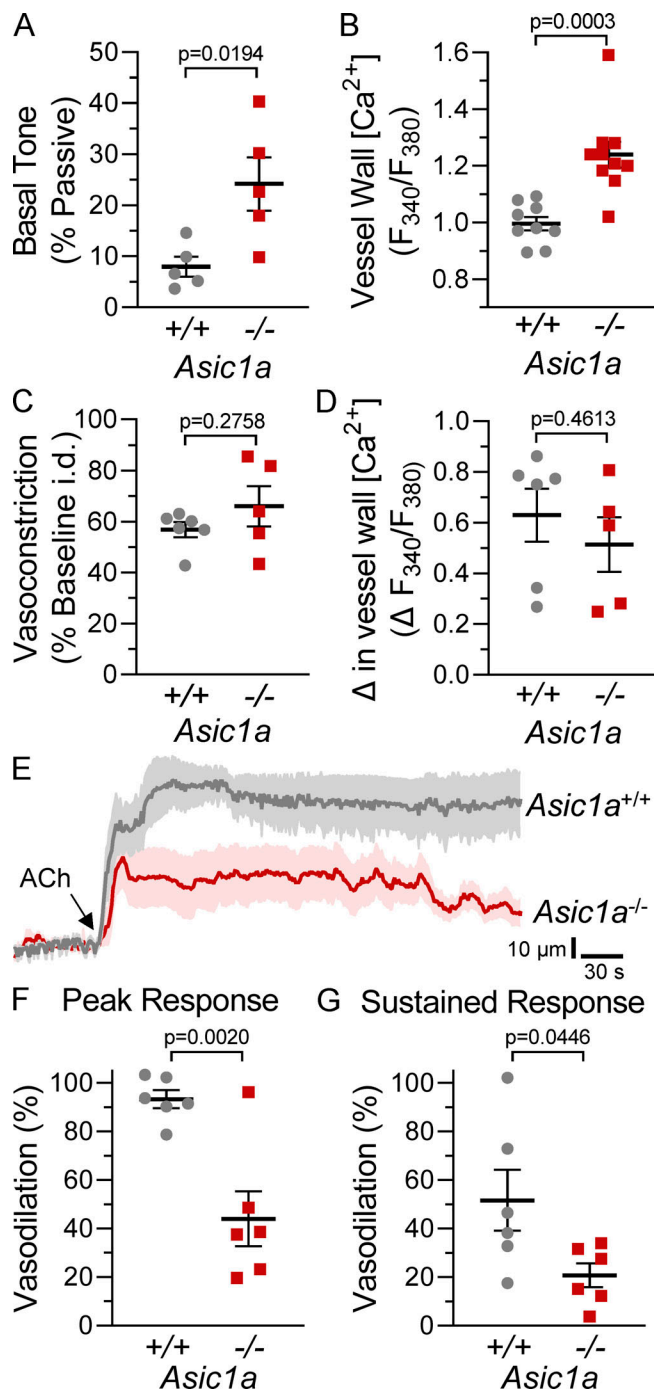 A
p=0.0194
Basal Tone
(% Passive)
50
40
30
20
10
0
+/+ -/-
Asic1a
B
p=0.0003
Vessel Wall [Ca2+]
(F340/F380)
1.6
1.4
1.2
1.0
0.8
+/+ -/-
Asic1a
C
p=0.2758
Vasoconstriction
(% Baseline i.d.)
100
80
60
40
20
0
+/+ -/-
Asic1a
D
p=0.4613
Δ in vessel wall [Ca2+]
(Δ F340/F380)
1.0
0.8
0.6
0.4
0.2
0.0
+/+ -/-
Asic1a
E
Asic1a+/+
ACh
Asic1a-/-
10 µm
30 s
F Peak Response
p=0.0020
Vasodilation (%)
100
80
60
40
20
0
+/+ -/-
Asic1a
G Sustained Response
p=0.0446
Vasodilation (%)
100
80
60
40
20
0
+/+ -/-
Asic1a